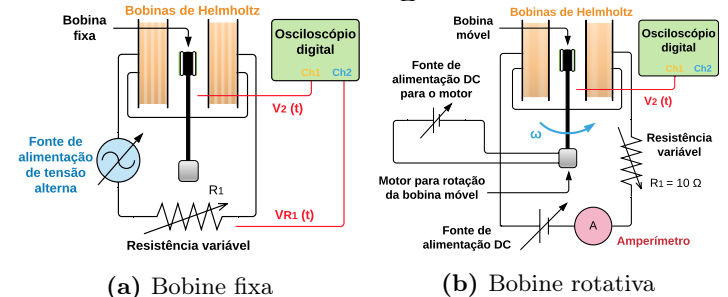 Bobinas de Helmholtz
Bobina
fixa
Osciloscópio
digital
Ch1 Ch2
V2 (t)
Fonte de
alimentação
de tensão
alterna
R1
VR1 (t)
Resistência variável
(a) Bobine fixa
Bobinas de Helmholtz
Bobina
móvel
Osciloscópio
digital
Ch1 Ch2
Fonte de
alimentação DC
para o motor
V2 (t)
ω
Resistência
variável
R1 = 10 Ω
Motor para rotação
da bobina móvel
Fonte de
alimentação DC
A
Amperímetro
(b) Bobine rotativa